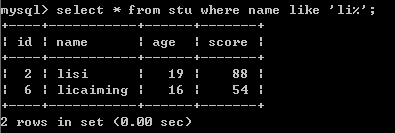 mysql> select * from stu where name like 'li%';
+----+-----------+------+-------+
| id | name      | age  | score |
+----+-----------+------+-------+
|  2 | lisi      |   19 |    88 |
|  6 | licaiming |   16 |    54 |
+----+-----------+------+-------+
2 rows in set (0.00 sec)